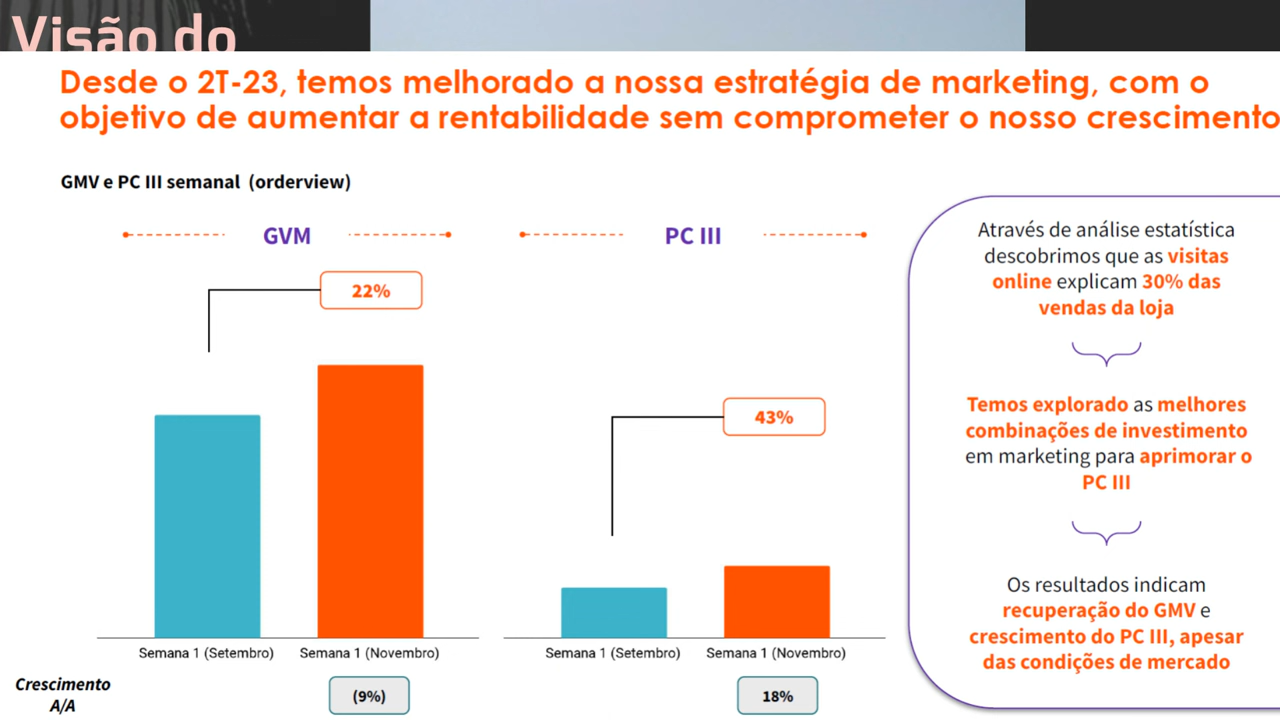 Visão do
Desde o 2T-23, temos melhorado a nossa estratégia de marketing, com o
objetivo de aumentar a rentabilidade sem comprometer o nosso crescimento
GMV e PC III semanal (orderview)
GVM
PC III
22%
43%
Semana 1 (Setembro)
Semana 1 (Novembro)
Semana 1 (Setembro)
Semana 1 (Novembro)
Crescimento
A/A
(9%)
18%
Através de análise estatística
descobrimos que as visitas
online explicam 30% das
vendas da loja
Temos explorado as melhores
combinações de investimento
em marketing para aprimorar o
PC III
Os resultados indicam
recuperação do GMV e
crescimento do PC III, apesar
das condições de mercado